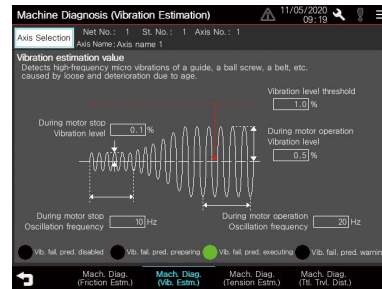 Machine Diagnosis (Vibration Estimation)
11/05/2020
09:19
Axis Selection
Net No.: 1 St. No.: 1 Axis No.: 1
Axis Name: Axis name 1
Vibration estimation value
Detects high-frequency micro vibrations of a guide, a ball screw, a belt, etc.
caused by loose and deterioration due to age.
Vibration level threshold
1.0 %
During motor stop
Vibration level 0.1 %
During motor operation
Vibration level
0.5 %
During motor stop
Oscillation frequency 10 Hz
During motor operation
Oscillation frequency 20 Hz
Vib. fail. pred. disabled
Vib. fail. pred. preparing
Vib. fail. pred. executing
Vib. fail. pred. warnin
Mach. Diag.
(Friction Estm.)
Mach. Diag.
(Vib. Estm.)
Mach. Diag.
(Tension Estm.)
Mach. Diag.
(Ttl. Trvl. Dist.)